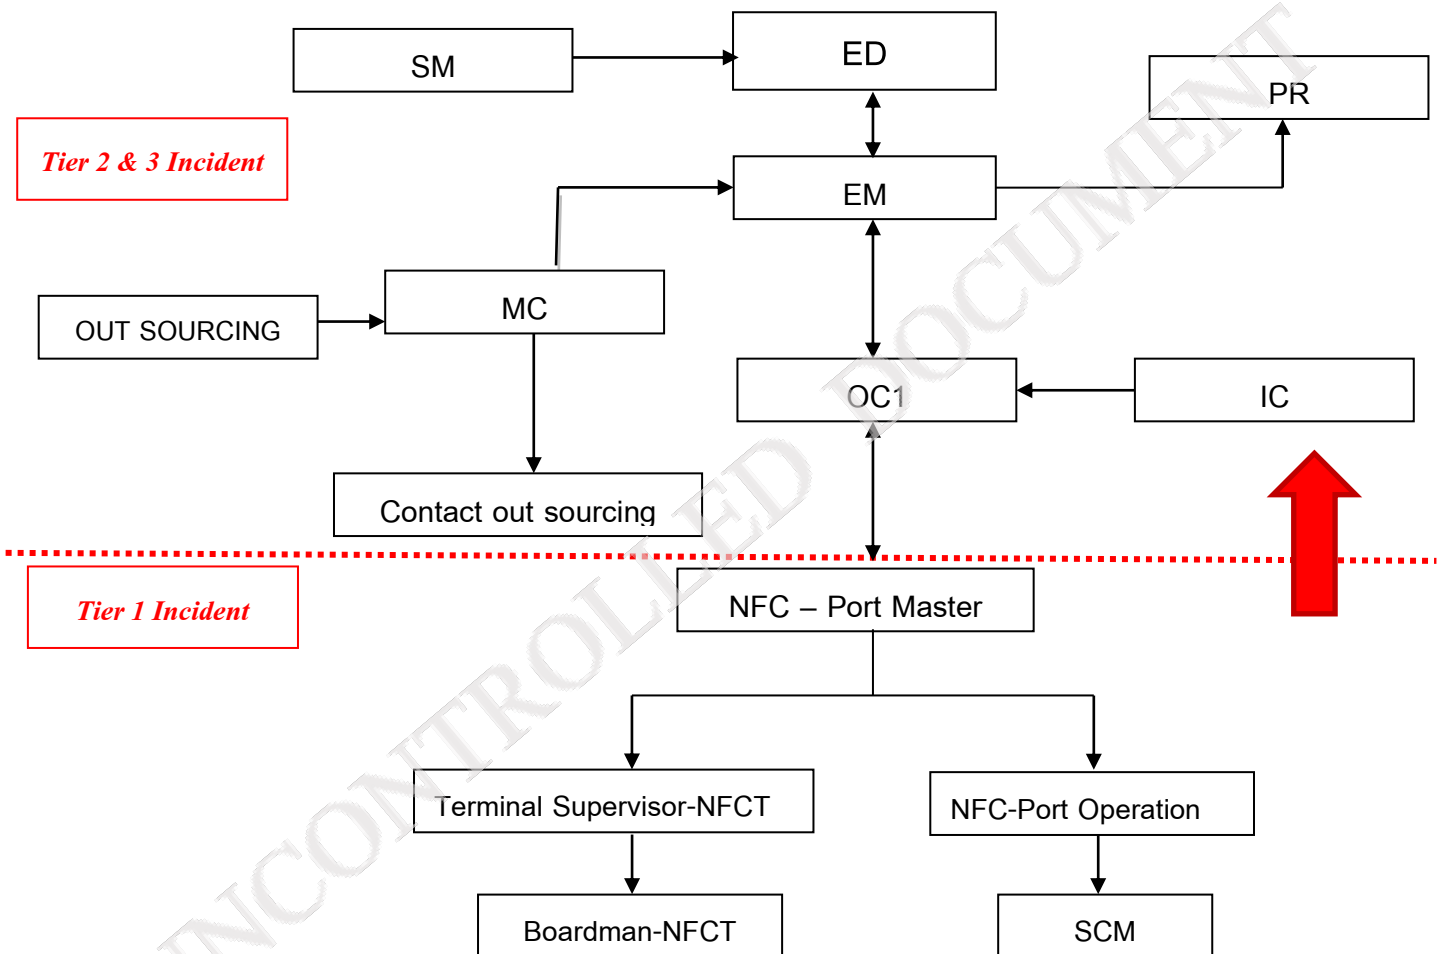 SM
ED
PR
Tier 2 & 3 Incident
EM
MC
OUT SOURCING
OC1
IC
Contact out sourcing
Tier 1 Incident
NFC – Port Master
Terminal Supervisor-NFCT
NFC-Port Operation
Boardman-NFCT
SCM
UNCONTROLLED DOCUMENT